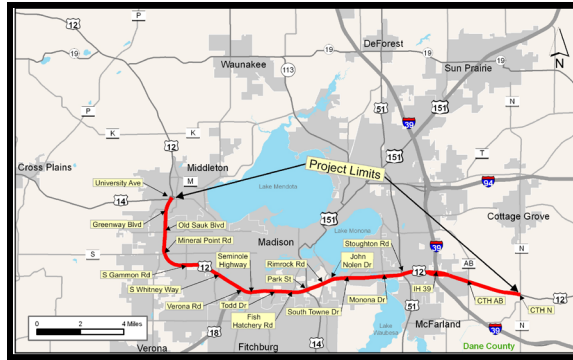 P
12
P
DeForest
19
19
N
Waunakee
113
Sun Prairie
51
151
P
K
K
39
Q
12
T
N
Cross Plains
M
Middleton
151
Project Limits
94
University Ave
14
Lake Mendota
Cottage Grove
Greenway Blvd
Old Sauk Blvd
151
Lake Monona
Mineral Point Rd
Madison
Stoughton Rd
39
N
S
Seminole
Highway
John
Nolen Dr
Rimrock Rd
AB
S Gammon Rd
12
Park St
12
12
S Whitney Way
IH 39
CTH AB
Verona Rd
Todd Dr
Monona Dr
CTH N
Fish
Hatchery Rd
South Towne Dr
0
2
4 Miles
18
14
51
McFarland
39
N
Verona
Fitchburg
Dane County